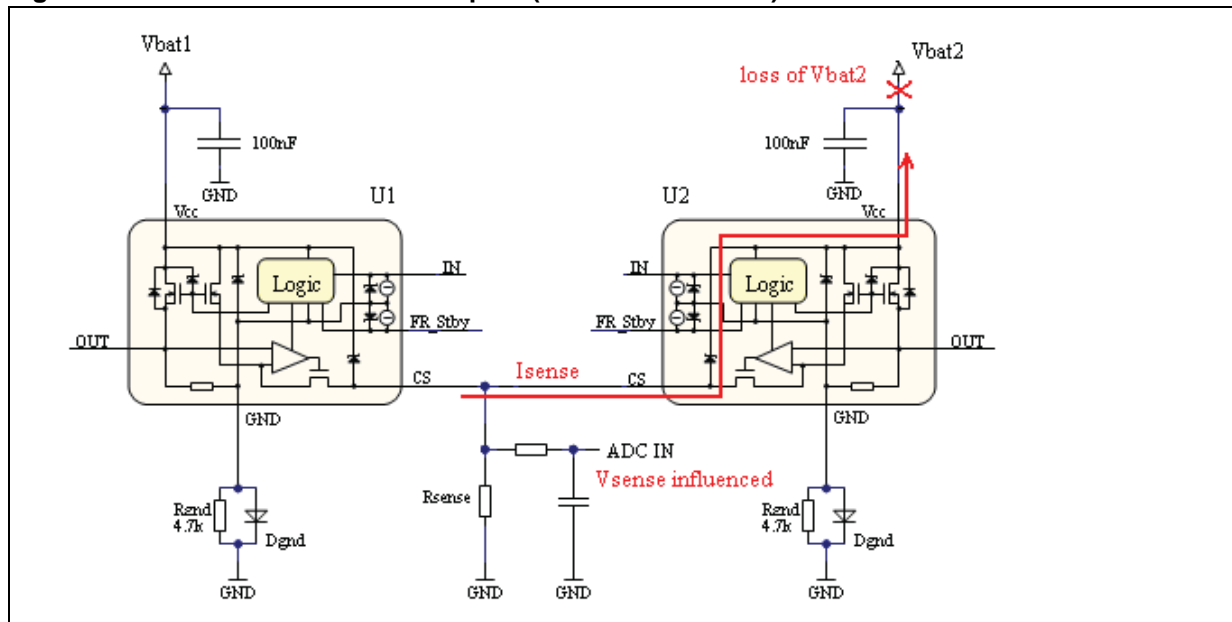 Vbat1
Vbat2
loss of Vbat2
100nF
100nF
GND
GND
U1
U2
Vcc
Vcc
Logic
Logic
IN
IN
FR_Stby
FR_Stby
OUT
OUT
CS
Isense
CS
GND
GND
ADC IN
Vsense influenced
Rsense
Rgnd
4.7k
Dgnd
Rgnd
4.7k
Dgnd
GND
GND
GND
GND